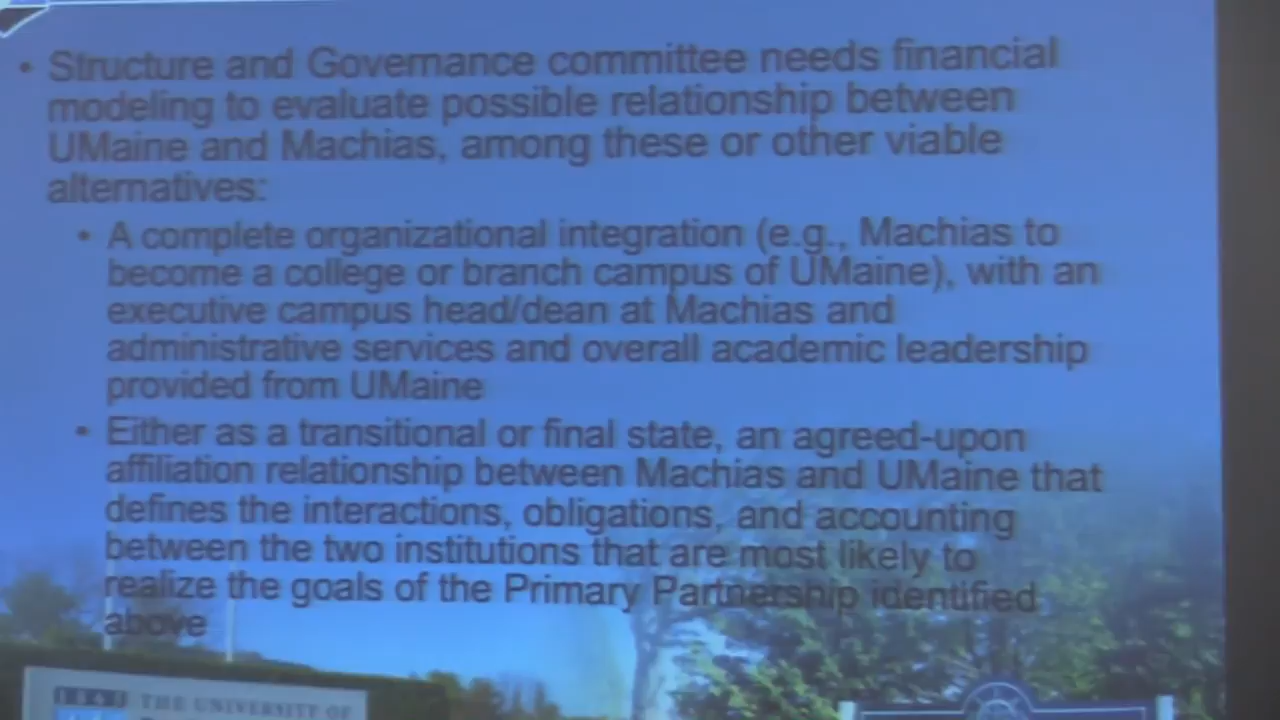 • Structure and Governance committee needs financial
modeling to evaluate possible relationship between
UMaine and Machias, among these or other viable
alternatives:
• A complete organizational integration (e.g., Machias to
become a college or branch campus of UMaine), with an
executive campus head/dean at Machias and
administrative services and overall academic leadership
provided from UMaine
• Either as a transitional or final state, an agreed-upon
affiliation relationship between Machias and UMaine that
defines the interactions, obligations, and accounting
between the two institutions that are most likely to
realize the goals of the Primary Partnership identified
above
THE UNIVERSITY OF